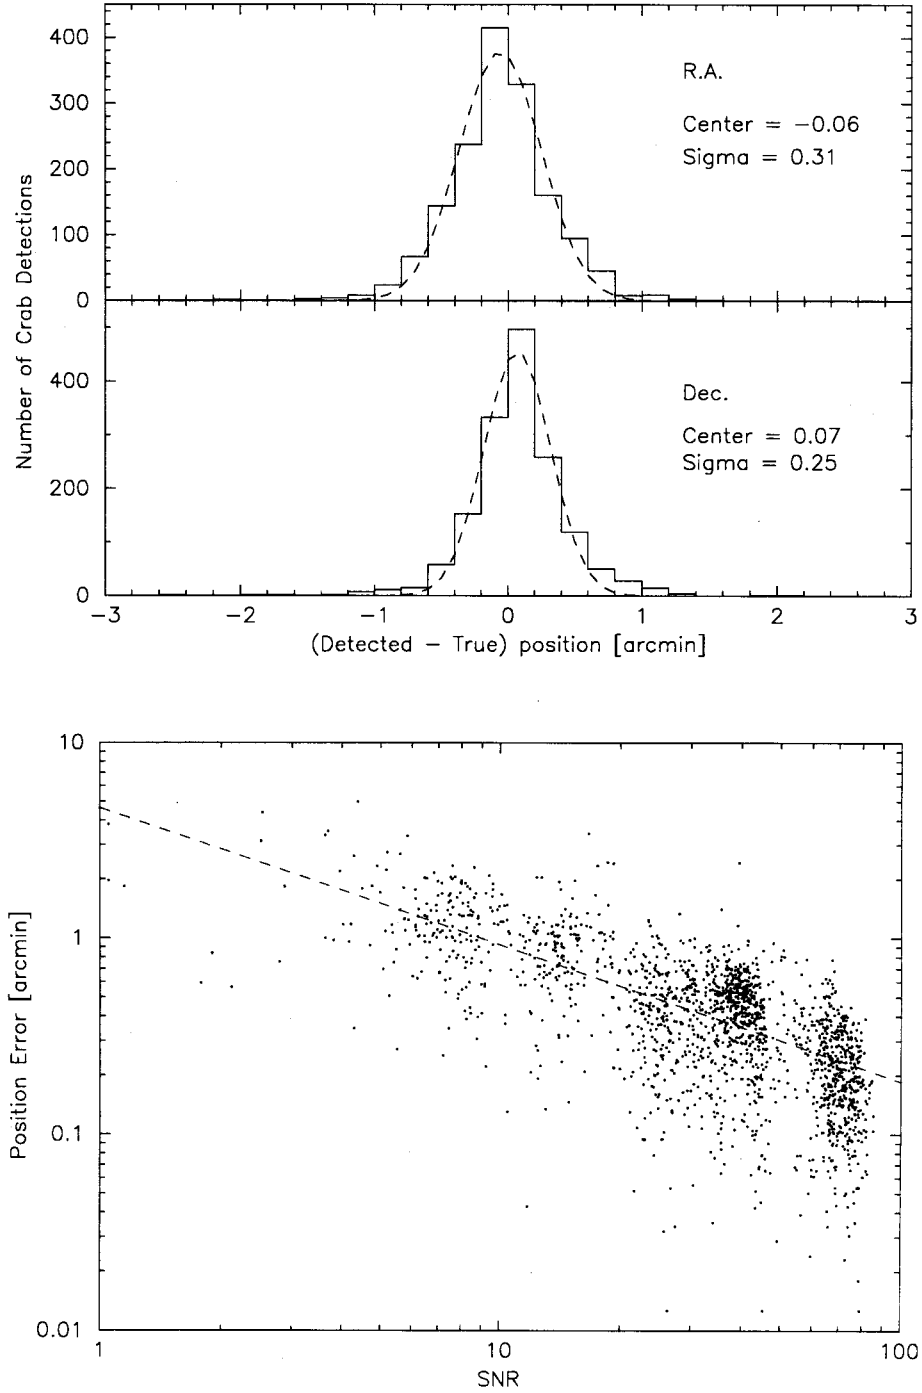 400
300
200
100
0
R.A.
Center = −0.06
Sigma = 0.31
Number of Crab Detections
400
200
0
Dec.
Center = 0.07
Sigma = 0.25
−3
−2
−1
0
1
2
3
(Detected − True) position [arcmin]
10
1
0.1
0.01
Position Error [arcmin]
1
10
100
SNR